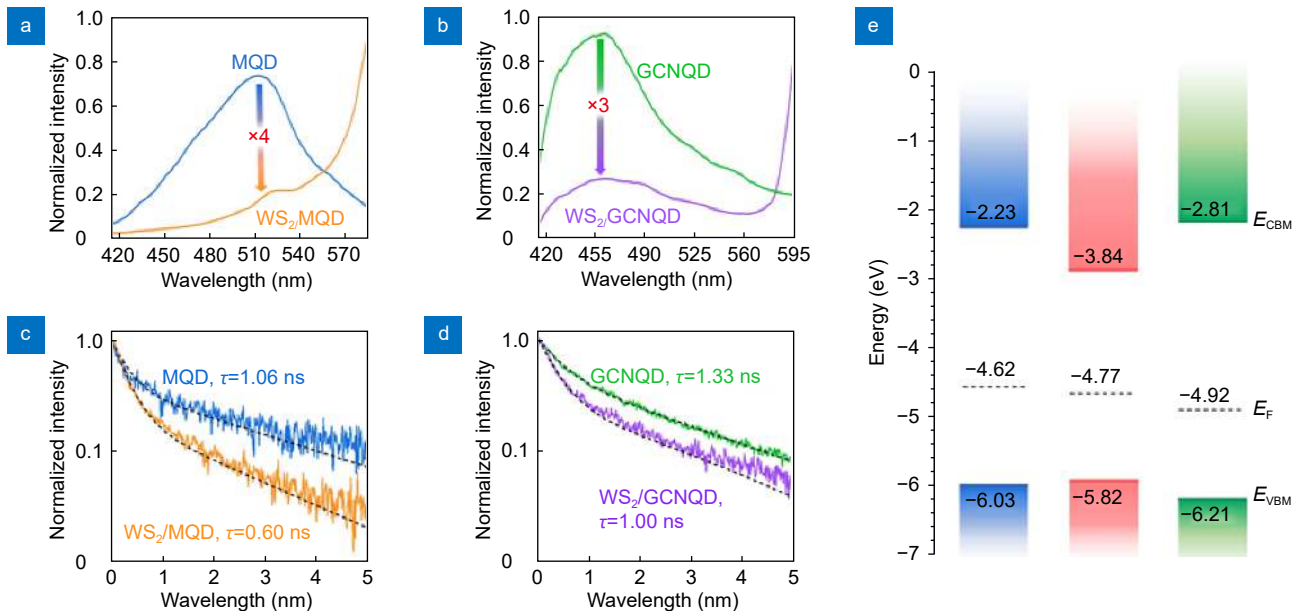 a
1.0
0.8
0.6
0.4
0.2
0
Normalized intensity
MQD
×4
WS₂/MQD
420 450 480 510 540 570
Wavelength (nm)
b
1.0
0.8
0.6
0.4
0.2
0
Normalized intensity
GCNQD
×3
WS₂/GCNQD
420 455 490 525 560 595
Wavelength (nm)
c
1.0
0.1
0
Normalized intensity
MQD, τ=1.06 ns
WS₂/MQD, τ=0.60 ns
0 1 2 3 4 5
Wavelength (nm)
d
1.0
0.1
0
Normalized intensity
GCNQD, τ=1.33 ns
WS₂/GCNQD,
τ=1.00 ns
0 1 2 3 4 5
Wavelength (nm)
e
0
−1
−2
−3
−4
−5
−6
−7
Energy (eV)
−2.23
−3.84
−2.81
E_CBM
−4.62
−4.77
−4.92
E_F
−6.03
−5.82
−6.21
E_VBM